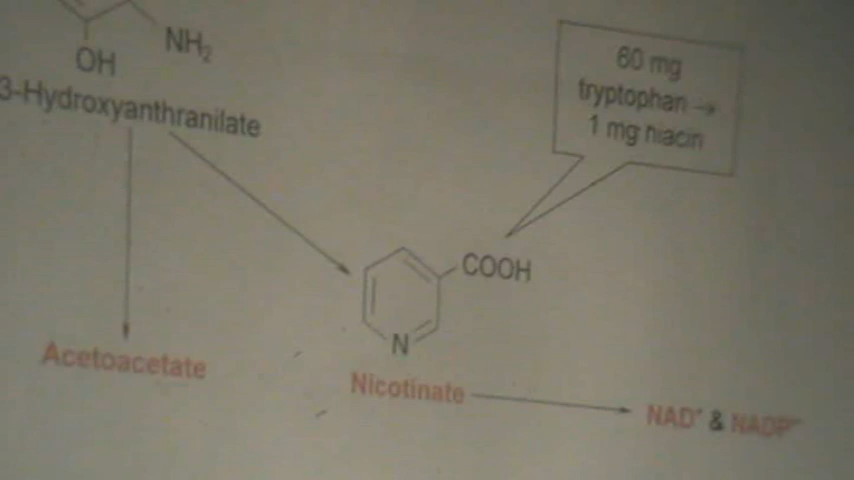 NH₂
OH
3-Hydroxyanthranilate
60 mg
tryptophan →
1 mg niacin
COOH
N
Acetoacetate
Nicotinate
NAD⁺ & NADP⁺